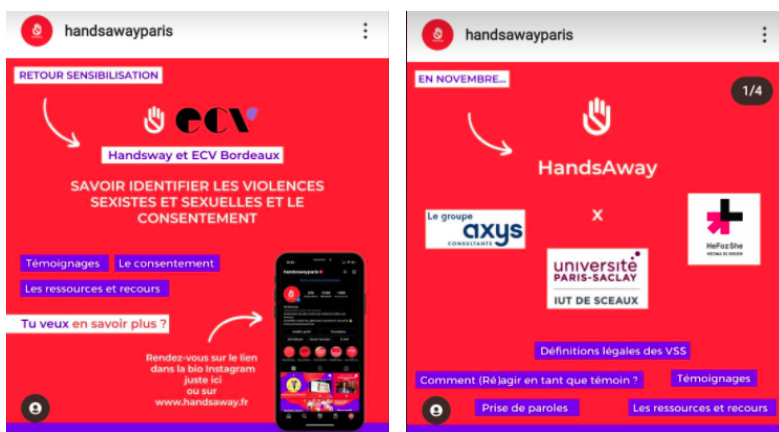 handsawayparis
RETOUR SENSIBILISATION
ecv
Handsway et ECV Bordeaux
SAVOIR IDENTIFIER LES VIOLENCES
SEXISTES ET SEXUELLES ET LE
CONSENTEMENT
Témoignages
Le consentement
Les ressources et recours
Tu veux en savoir plus ?
Rendez-vous sur le lien
dans la bio Instagram
juste ici
ou sur
www.handsaway.fr
handsawayparis
handsawayparis
EN NOVEMBRE...
1/4
HandsAway
Le groupe
axys
CONSULTANTS
X
HeForShe
université
PARIS-SACLAY
IUT DE SCEAUX
Définitions légales des VSS
Comment (Ré)agir en tant que témoin ?
Témoignages
Prise de paroles
Les ressources et recours